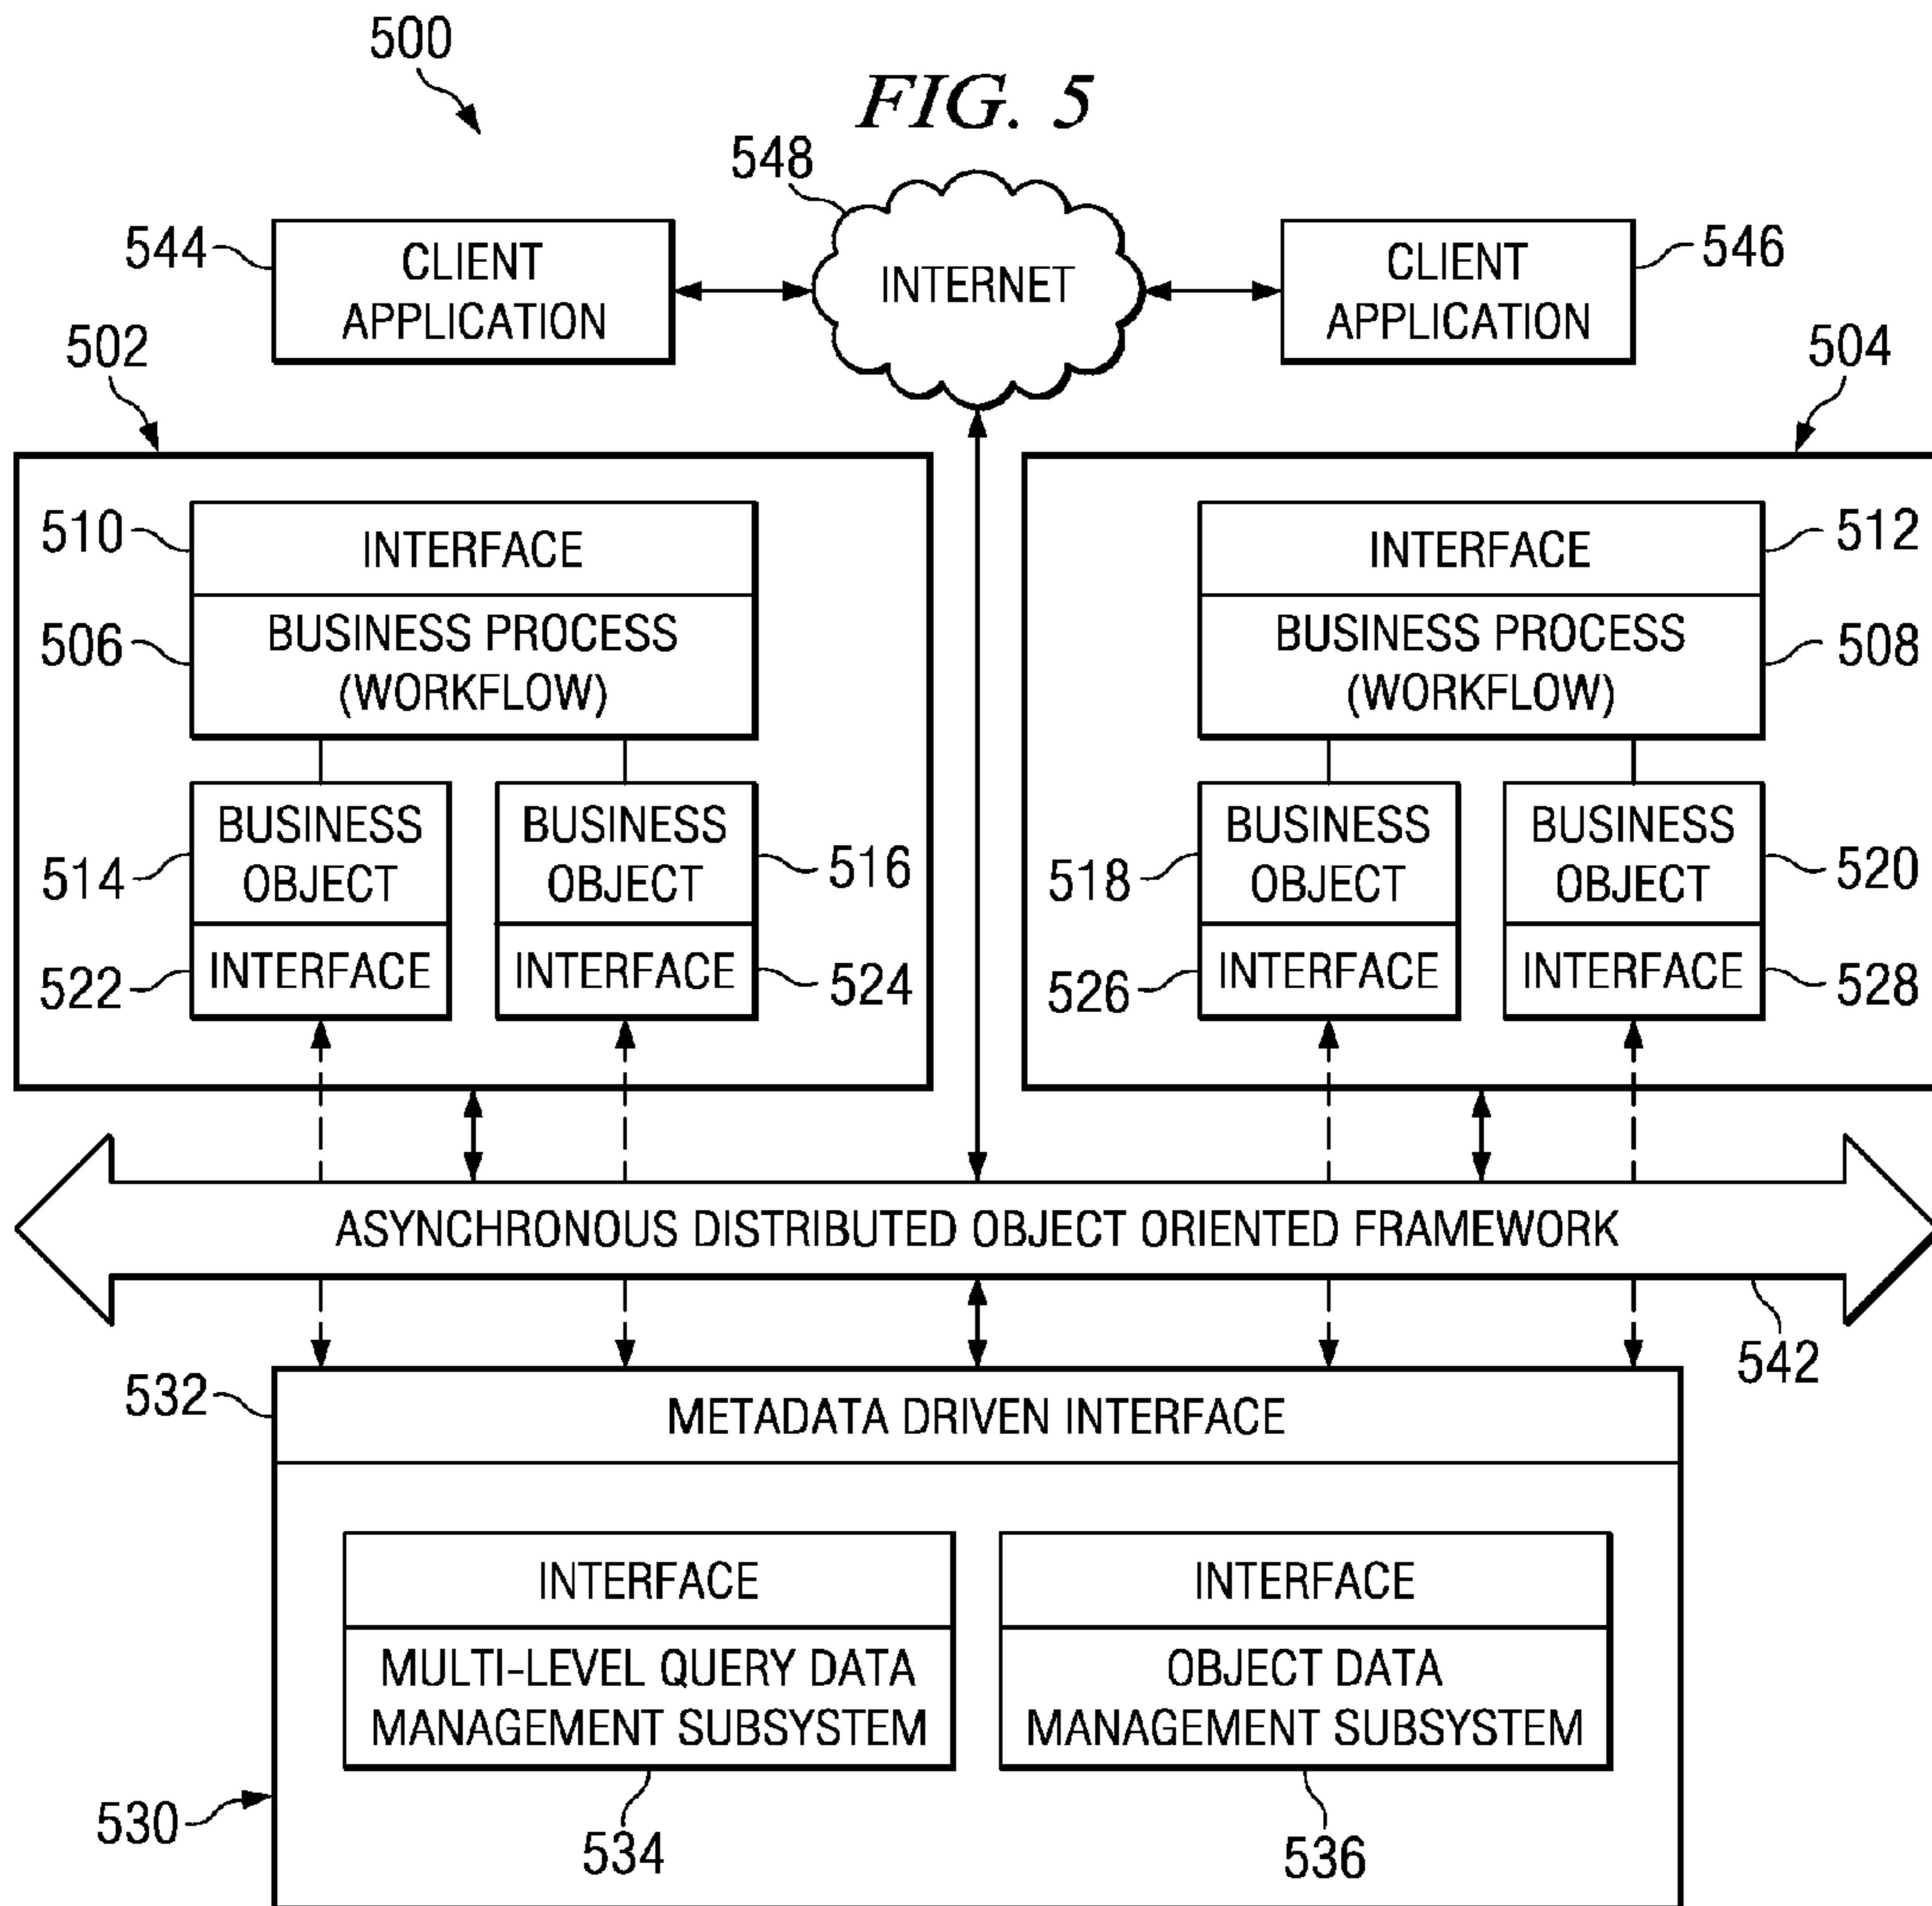 500
FIG. 5
548
544
CLIENT
APPLICATION
INTERNET
CLIENT
APPLICATION
546
502
504
510
INTERFACE
506
BUSINESS PROCESS
(WORKFLOW)
INTERFACE
512
BUSINESS PROCESS
(WORKFLOW)
508
514
BUSINESS
OBJECT
BUSINESS
OBJECT
516
522
INTERFACE
INTERFACE
524
518
BUSINESS
OBJECT
BUSINESS
OBJECT
520
526
INTERFACE
INTERFACE
528
ASYNCHRONOUS DISTRIBUTED OBJECT ORIENTED FRAMEWORK
542
532
METADATA DRIVEN INTERFACE
INTERFACE
MULTI-LEVEL QUERY DATA
MANAGEMENT SUBSYSTEM
INTERFACE
OBJECT DATA
MANAGEMENT SUBSYSTEM
530
534
536